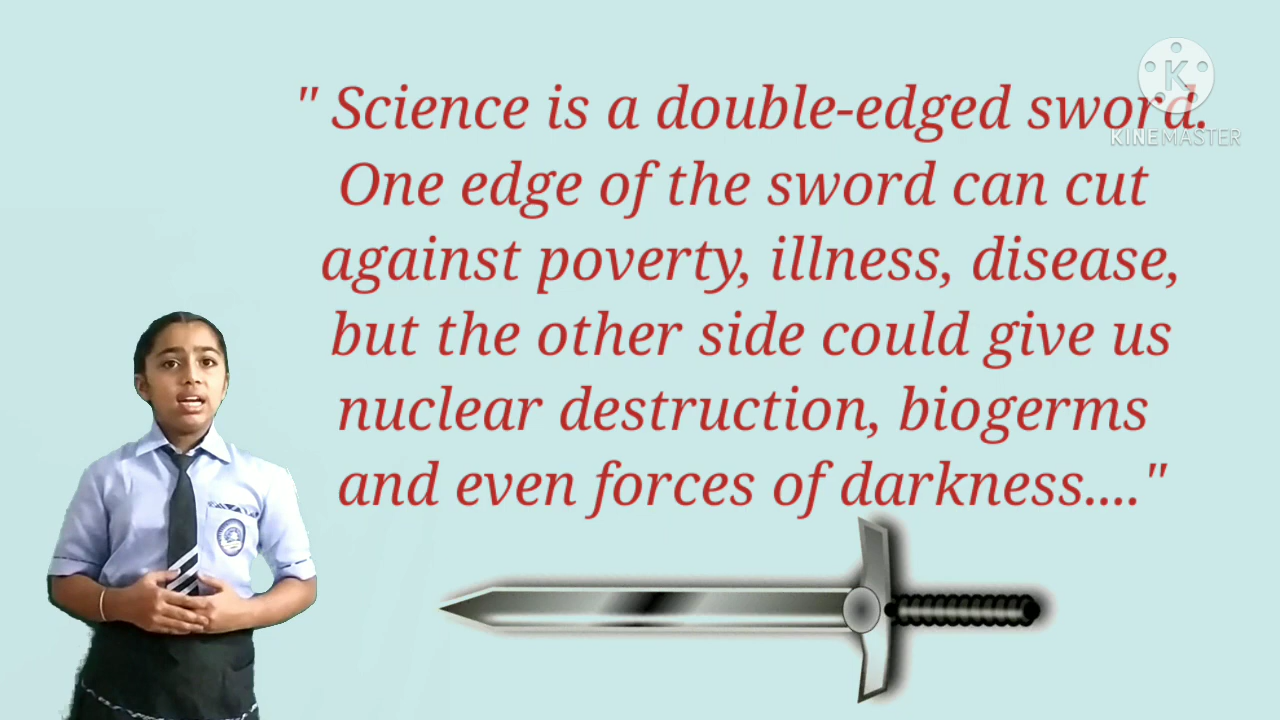 " Science is a double-edged sword.
One edge of the sword can cut
against poverty, illness, disease,
but the other side could give us
nuclear destruction, biogerms
and even forces of darkness...."
K
KINEMASTER